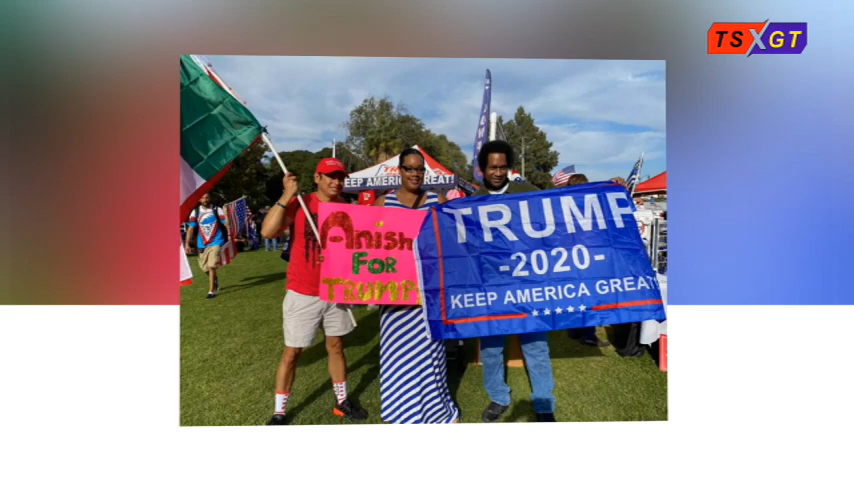 TSXGT
KEEP AMERICA GREAT!
Anish
FOR
TRUMP
TRUMP
-2020-
KEEP AMERICA GREAT!